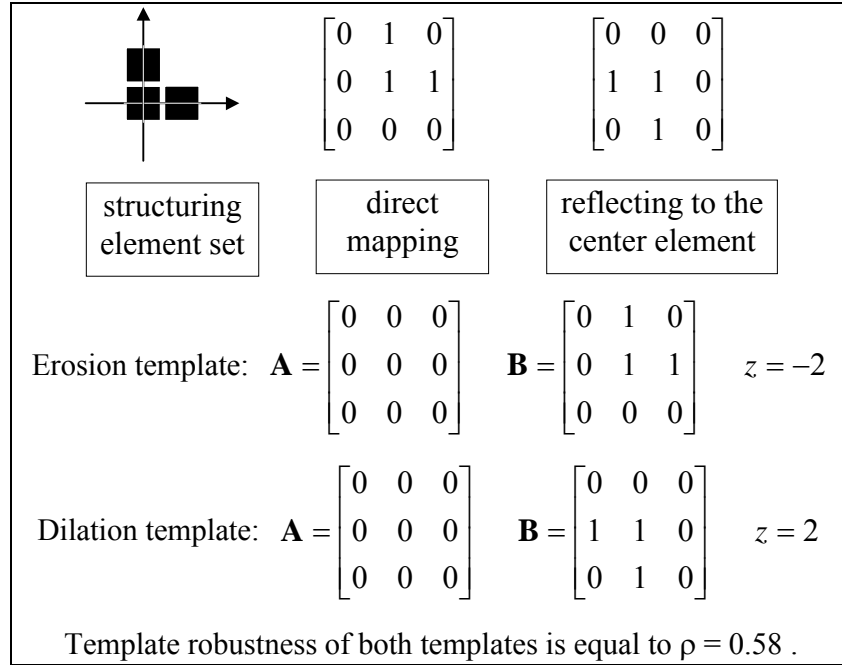 [0 1 0] [0 0 0]
[0 1 1] [1 1 0]
[0 0 0] [0 1 0]
structuring element set
direct mapping
reflecting to the center element
Erosion template: A = [0 0 0; 0 0 0; 0 0 0] B = [0 1 0; 0 1 1; 0 0 0] z = −2
Dilation template: A = [0 0 0; 0 0 0; 0 0 0] B = [0 0 0; 1 1 0; 0 1 0] z = 2
Template robustness of both templates is equal to ρ = 0.58 .